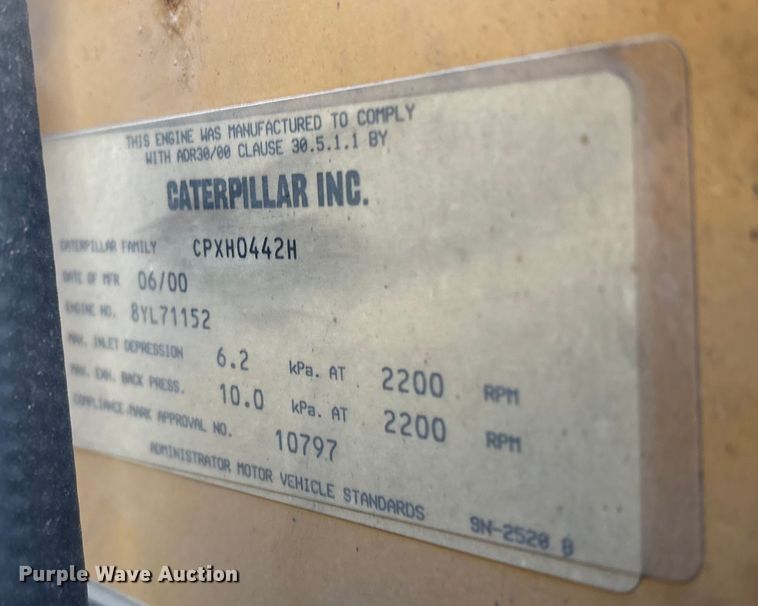 THIS ENGINE WAS MANUFACTURED TO COMPLY
WITH ADR30/00 CLAUSE 30.5.1.1 BY
CATERPILLAR INC.
CATERPILLAR FAMILY CPXH0442H
DATE OF MFR 06/00
ENGINE NO. 8YL71152
MAX. INLET DEPRESSION 6.2 kPa. AT 2200 RPM
MAX. EXH. BACK PRESS. 10.0 kPa. AT 2200 RPM
COMPLIANCE MARK APPROVAL NO. 10797
ADMINISTRATOR MOTOR VEHICLE STANDARDS
9N-2520 8
Purple Wave Auction